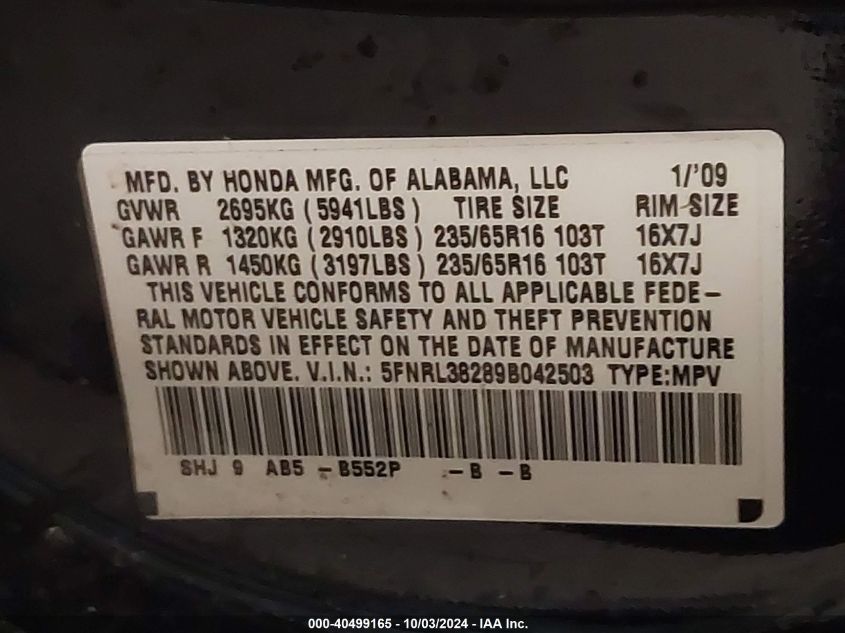 MFD. BY HONDA MFG. OF ALABAMA, LLC 1/'09
GVWR 2695KG (5941LBS) TIRE SIZE RIM SIZE
GAWR F 1320KG (2910LBS) 235/65R16 103T 16X7J
GAWR R 1450KG (3197LBS) 235/65R16 103T 16X7J
THIS VEHICLE CONFORMS TO ALL APPLICABLE FEDE-
RAL MOTOR VEHICLE SAFETY AND THEFT PREVENTION
STANDARDS IN EFFECT ON THE DATE OF MANUFACTURE
SHOWN ABOVE. V.I.N.: 5FNRL38289B042503 TYPE:MPV
SHJ 9 AB5 - B552P - B - B
000-40499165 - 10/03/2024 - IAA Inc.